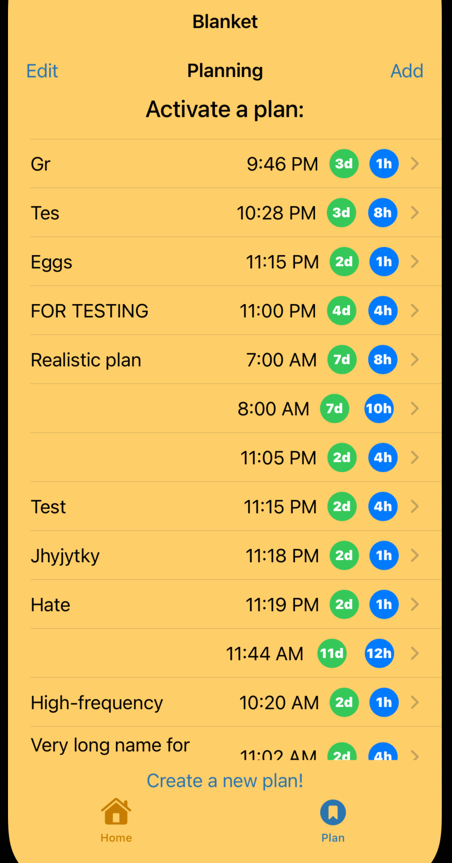 Blanket
Edit Planning Add
Activate a plan:
Gr 9:46 PM 3d 1h
Tes 10:28 PM 3d 8h
Eggs 11:15 PM 2d 1h
FOR TESTING 11:00 PM 4d 4h
Realistic plan 7:00 AM 7d 8h
8:00 AM 7d 10h
11:05 PM 2d 4h
Test 11:15 PM 2d 4h
Jhyjytky 11:18 PM 2d 1h
Hate 11:19 PM 2d 1h
11:44 AM 11d 12h
High-frequency 10:20 AM 2d 1h
Very long name for
11:02 AM 2d 4h
Create a new plan!
Home Plan